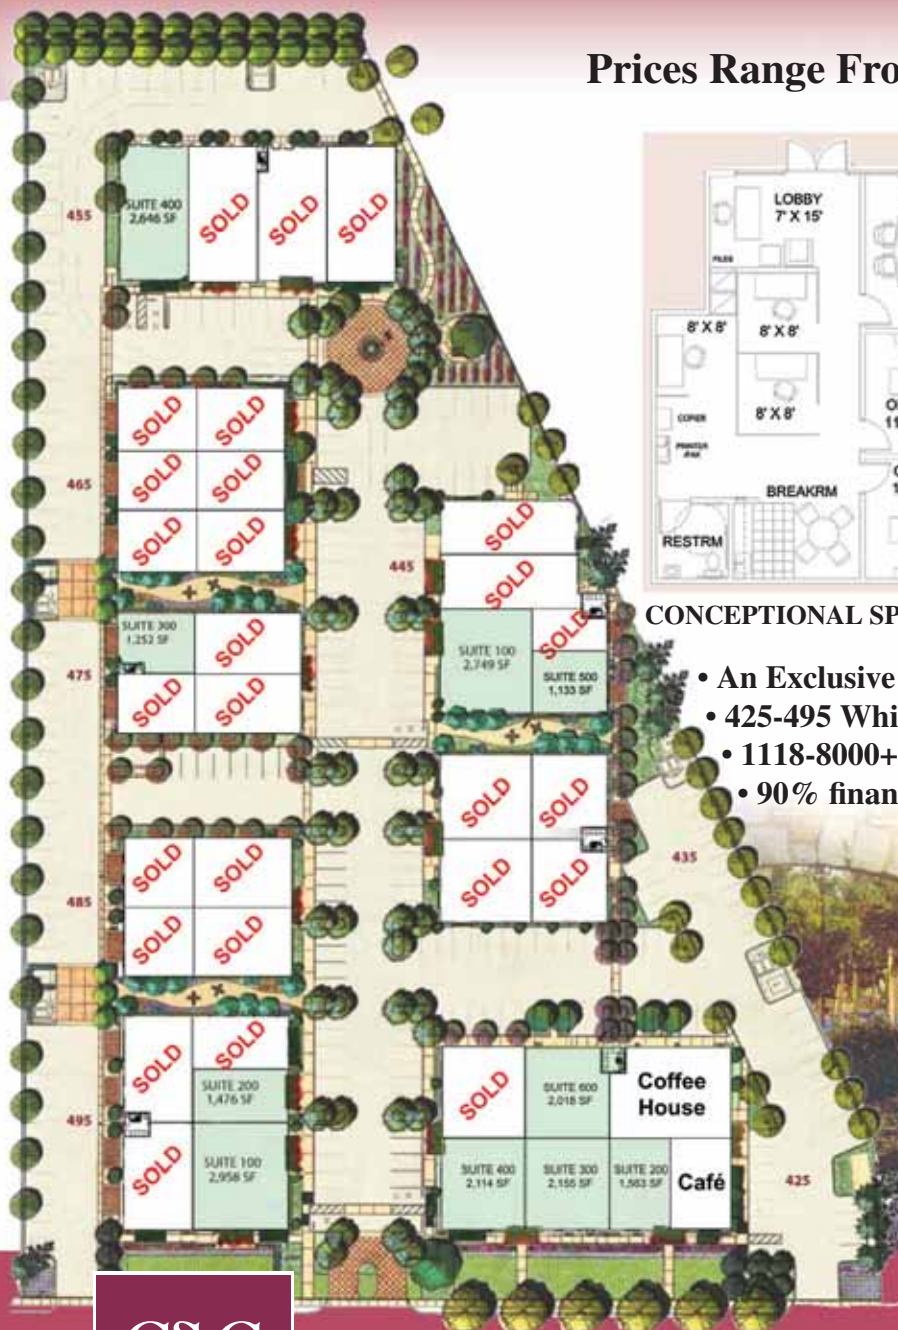 Prices Range Fro
455
SUITE 400
2,646 SF
SOLD
SOLD
SOLD
LOBBY
7' X 15'
FILES
8' X 8'
8' X 8'
8' X 8'
COPIER
PRINTER
/FAX
BREAKRM
RESTRM
CONCEPTIONAL SP
465
SOLD
SOLD
SOLD
SOLD
SOLD
SOLD
445
SOLD
SOLD
SOLD
SUITE 100
2,749 SF
SUITE 500
1,133 SF
475
SUITE 300
1,252 SF
SOLD
SOLD
SOLD
• An Exclusive
• 425-495 Whi
• 1118-8000+
• 90% finan
435
SOLD
SOLD
SOLD
SOLD
485
SOLD
SOLD
SOLD
SOLD
495
SOLD
SOLD
SUITE 200
1,476 SF
SOLD
SUITE 100
2,958 SF
425
SOLD
SUITE 600
2,018 SF
Coffee
House
SUITE 400
2,114 SF
SUITE 300
2,155 SF
SUITE 200
1,563 SF
Café